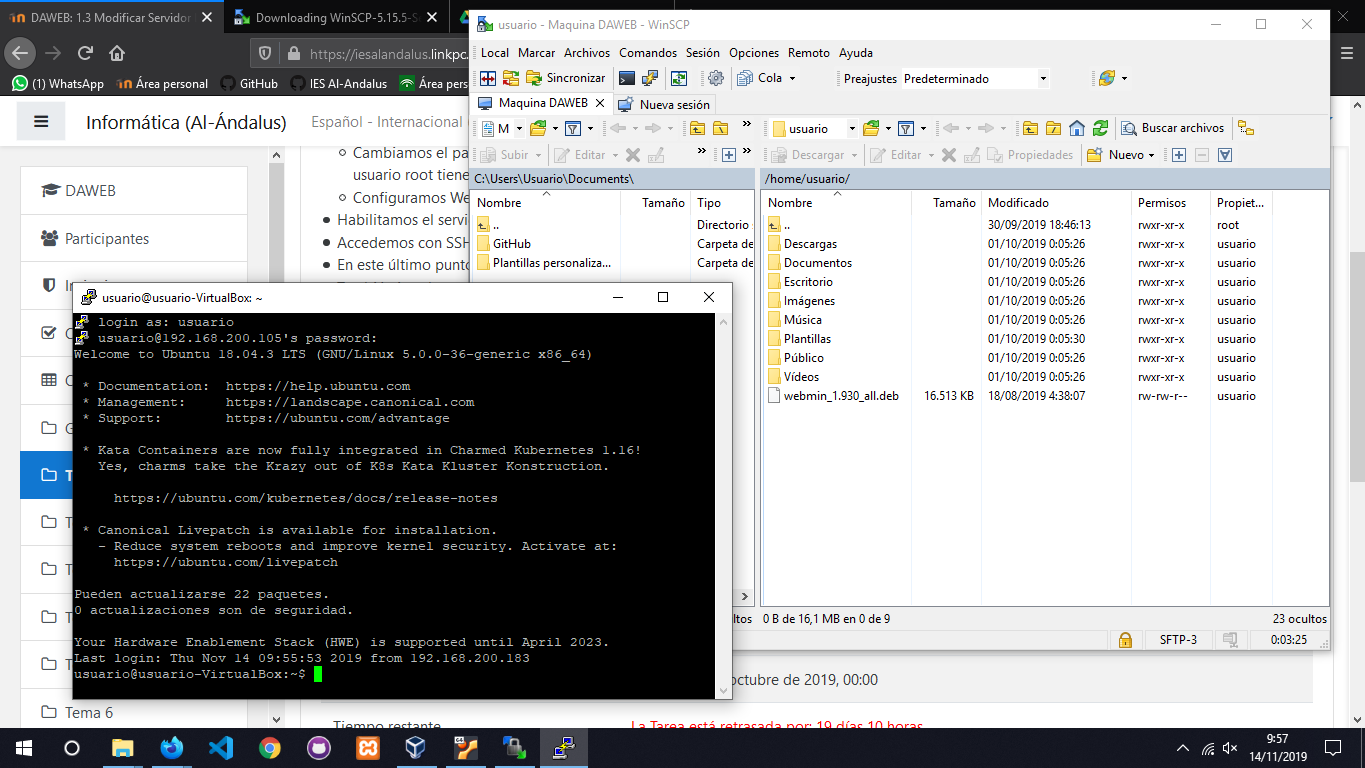 DAWEB: 1.3 Modificar Servidor
Downloading WinSCP-5.15.5-S
https://iesalandalus.linkpc.
(1) WhatsApp
Área personal
GitHub
IES Al-Andalus
Área pers
Informática (Al-Ándalus)
Español - Internacional
DAWEB
Participantes
Tema 6
Cambiamos el pa
usuario root tiene
Configuramos We
Habilitamos el servi
Accedemos con SSH
En este último punto
octubre de 2019, 00:00
Tiempo restante
La Tarea está retrasada por: 19 días 10 horas
usuario - Maquina DAWEB - WinSCP
Local Marcar Archivos Comandos Sesión Opciones Remoto Ayuda
Sincronizar
Cola
Preajustes Predeterminado
Maquina DAWEB
Nueva sesión
M
usuario
Buscar archivos
Subir
Editar
Descargar
Editar
Propiedades
Nuevo
C:\Users\Usuario\Documents\
Nombre Tamaño Tipo
.. Directorio
GitHub Carpeta de
Plantillas personaliza... Carpeta de
/home/usuario/
Nombre Tamaño Modificado Permisos Propiet...
.. 30/09/2019 18:46:13 rwxr-xr-x root
Descargas 01/10/2019 0:05:26 rwxr-xr-x usuario
Documentos 01/10/2019 0:05:26 rwxr-xr-x usuario
Escritorio 01/10/2019 0:05:26 rwxr-xr-x usuario
Imágenes 01/10/2019 0:05:26 rwxr-xr-x usuario
Música 01/10/2019 0:05:26 rwxr-xr-x usuario
Plantillas 01/10/2019 0:05:30 rwxr-xr-x usuario
Público 01/10/2019 0:05:26 rwxr-xr-x usuario
Vídeos 01/10/2019 0:05:26 rwxr-xr-x usuario
webmin_1.930_all.deb 16.513 KB 18/08/2019 4:38:07 rw-rw-r-- usuario
ltos
0 B de 16,1 MB en 0 de 9
23 ocultos
SFTP-3
0:03:25
usuario@usuario-VirtualBox: ~
login as: usuario
usuario@192.168.200.105's password:
Welcome to Ubuntu 18.04.3 LTS (GNU/Linux 5.0.0-36-generic x86_64)
* Documentation: https://help.ubuntu.com
* Management: https://landscape.canonical.com
* Support: https://ubuntu.com/advantage
* Kata Containers are now fully integrated in Charmed Kubernetes 1.16!
Yes, charms take the Krazy out of K8s Kata Kluster Konstruction.
https://ubuntu.com/kubernetes/docs/release-notes
* Canonical Livepatch is available for installation.
- Reduce system reboots and improve kernel security. Activate at:
https://ubuntu.com/livepatch
Pueden actualizarse 22 paquetes.
0 actualizaciones son de seguridad.
Your Hardware Enablement Stack (HWE) is supported until April 2023.
Last login: Thu Nov 14 09:55:53 2019 from 192.168.200.183
usuario@usuario-VirtualBox:~$
9:57
14/11/2019